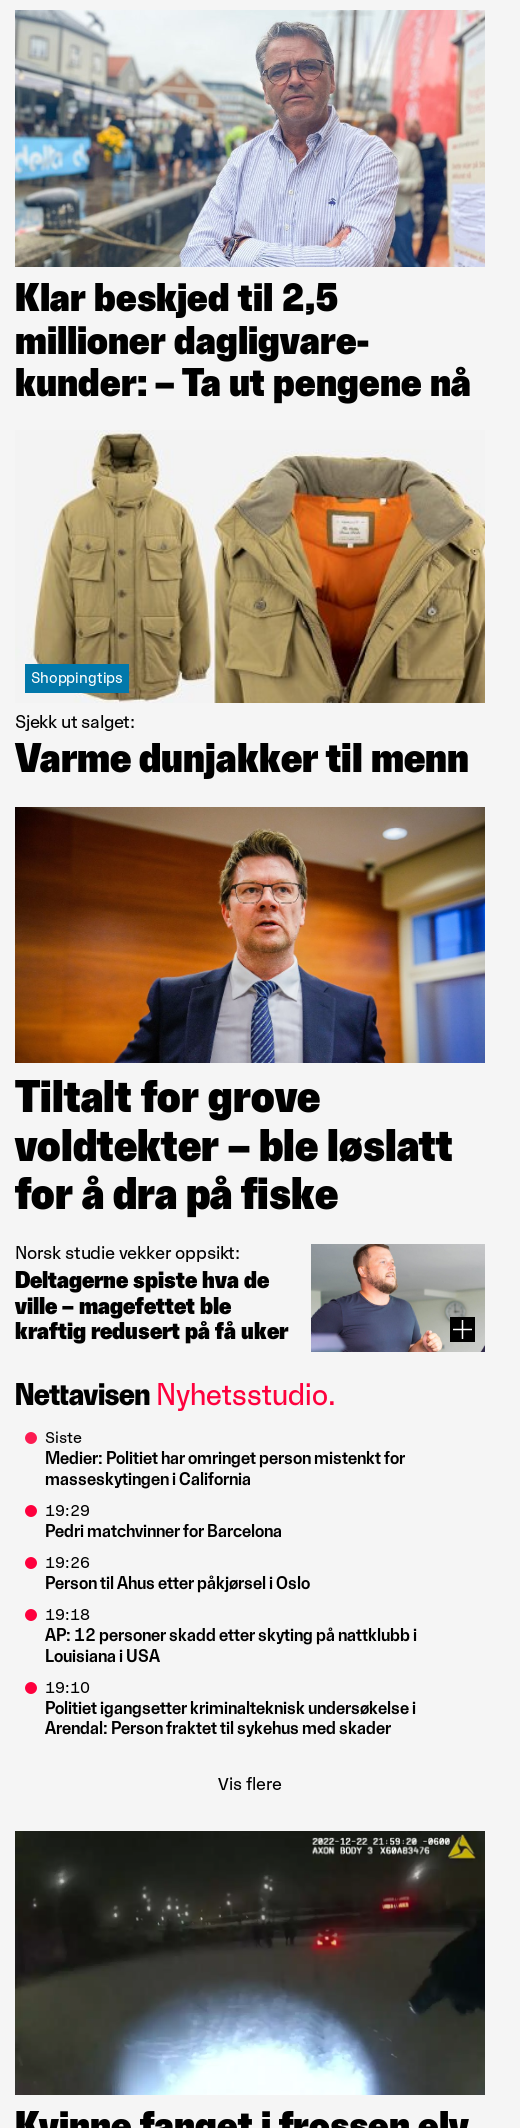 Klar beskjed til 2,5
millioner dagligvare-
kunder: – Ta ut pengene nå
Shoppingtips
Sjekk ut salget:
Varme dunjakker til menn
Tiltalt for grove
voldtekter – ble løslatt
for å dra på fiske
Norsk studie vekker oppsikt:
Deltagerne spiste hva de
ville – magefettet ble
kraftig redusert på få uker
Nettavisen Nyhetsstudio.
Siste
Medier: Politiet har omringet person mistenkt for
masseskytingen i California
19:29
Pedri matchvinner for Barcelona
19:26
Person til Ahus etter påkjørsel i Oslo
19:18
AP: 12 personer skadd etter skyting på nattklubb i
Louisiana i USA
19:10
Politiet igangsetter kriminalteknisk undersøkelse i
Arendal: Person fraktet til sykehus med skader
Vis flere
2022-12-22 21:59:20 -0600
AXON BODY 3 X60A83476
Kvinne fanget i frossen elv